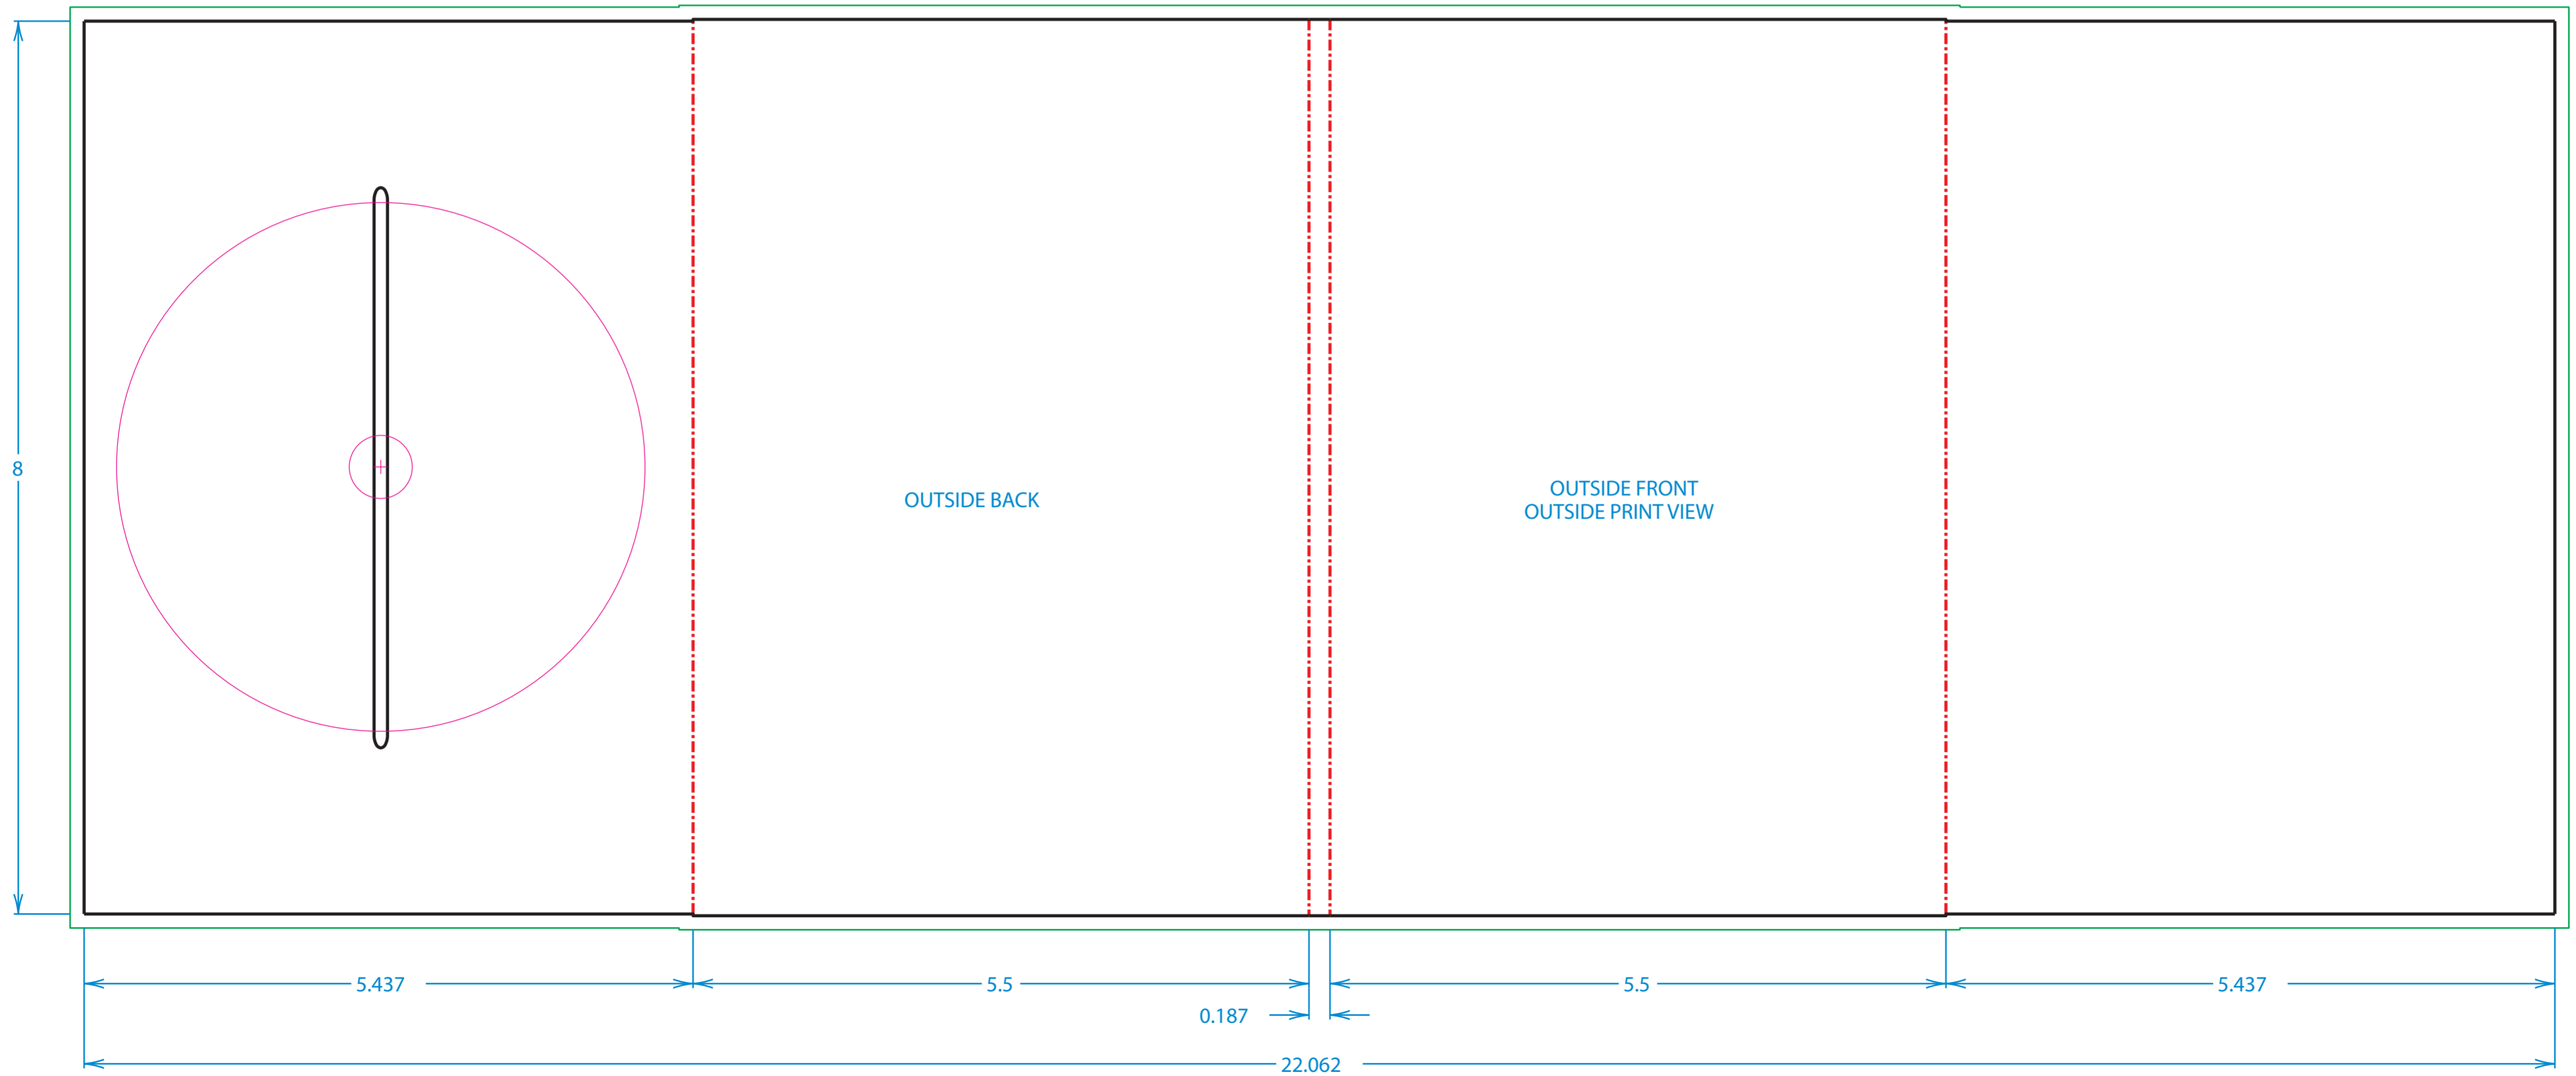 8
OUTSIDE BACK
OUTSIDE FRONT
OUTSIDE PRINT VIEW
5.437
5.5
5.5
5.437
0.187
22.062